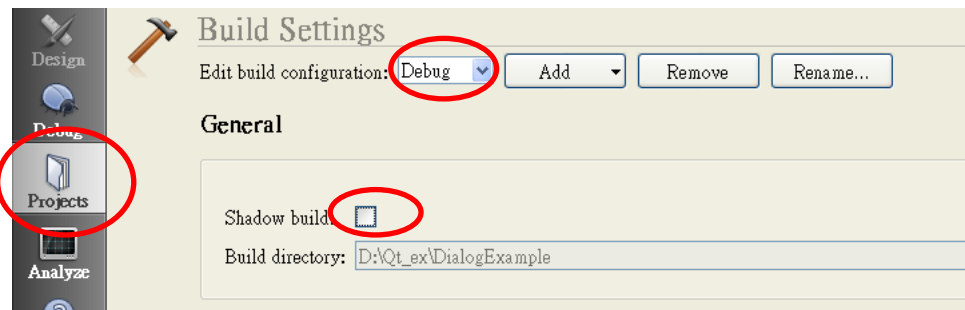 Design
Debug
Projects
Analyze
Build Settings
Edit build configuration: Debug Add Remove Rename...
General
Shadow build:
Build directory: D:\Qt_ex\DialogExample